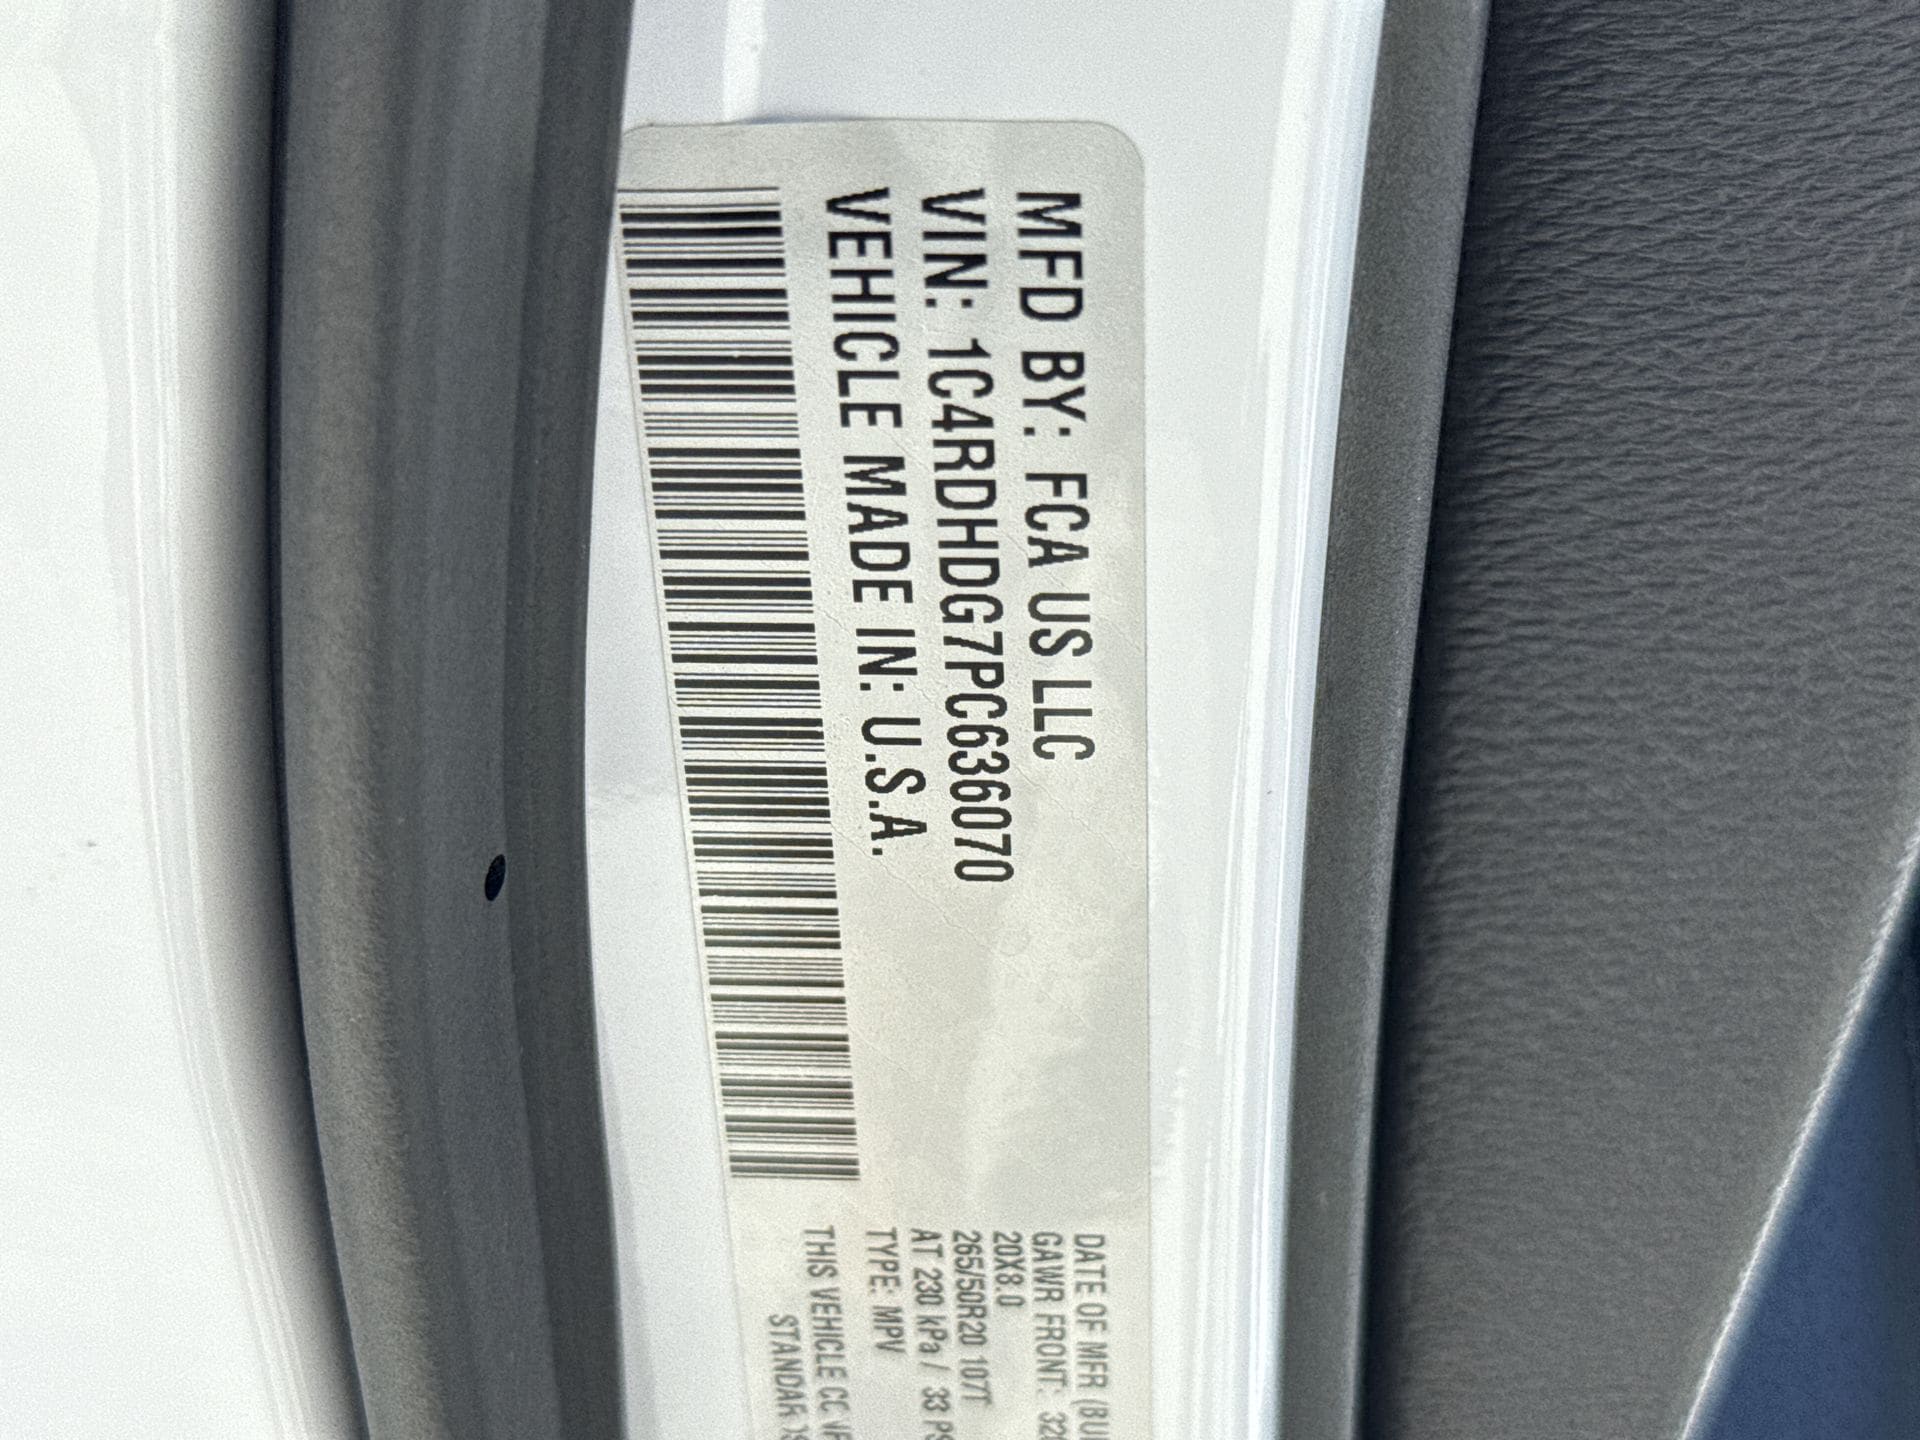 MFD BY: FCA US LLC
VIN: 1C4RDHDG7PC636070
VEHICLE MADE IN: U.S.A.
DATE OF MFR
GAWR FRONT:
20X8.0
265/50R20 107T
AT 230 kPa / 33
TYPE: MPV
THIS VEHICLE